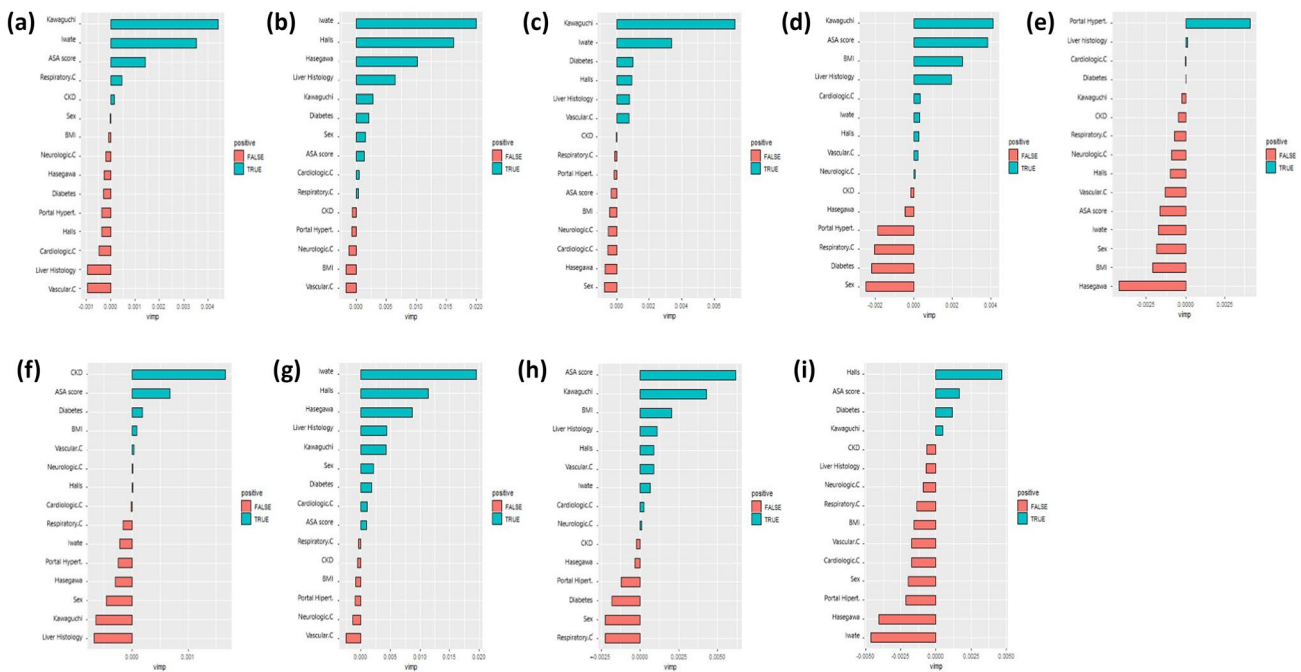 (a)
Kawaguchi
Iwate
ASA score
Respiratory.C
CKD
Sex
BMI
Neurologic.C
Hasegawa
Diabetes
Portal Hypert.
Halls
Cardiologic.C
Liver Histology
Vascular.C
-0.001 0.000 0.001 0.002 0.003 0.004
vimp
positive
FALSE
TRUE
(b)
Iwate
Halls
Hasegawa
Liver Histology
Kawaguchi
Diabetes
Sex
ASA score
Cardiologic.C
Respiratory.C
CKD
Portal Hypert.
Neurologic.C
BMI
Vascular.C
0.000 0.005 0.010 0.015 0.020
vimp
positive
FALSE
TRUE
(c)
Kawaguchi
Iwate
Diabetes
Halls
Liver Histology
Vascular.C
CKD
Respiratory.C
Portal Hipert.
ASA score
BMI
Neurologic.C
Cardiologic.C
Hasegawa
Sex
0.000 0.002 0.004 0.006
vimp
positive
FALSE
TRUE
(d)
Kawaguchi
ASA score
BMI
Liver Histology
Cardiologic.C
Iwate
Halls
Vascular.C
Neurologic.C
CKD
Hasegawa
Portal Hypert.
Respiratory.C
Diabetes
Sex
-0.002 0.000 0.002 0.004
vimp
positive
FALSE
TRUE
(e)
Portal Hypert.
Liver histology
Cardiologic.C
Diabetes
Kawaguchi
CKD
Respiratory.C
Neurologic.C
Halls
Vascular.C
ASA score
Iwate
Sex
BMI
Hasegawa
-0.0025 0.0000 0.0025
vimp
positive
FALSE
TRUE
(f)
CKD
ASA score
Diabetes
BMI
Vascular.C
Neurologic.C
Halls
Cardiologic.C
Respiratory.C
Iwate
Portal Hypert.
Hasegawa
Sex
Kawaguchi
Liver Histology
0.000 0.001
vimp
positive
FALSE
TRUE
(g)
Iwate
Halls
Hasegawa
Liver Histology
Kawaguchi
Sex
Diabetes
Cardiologic.C
ASA score
Respiratory.C
CKD
BMI
Portal Hipert.
Neurologic.C
Vascular.C
0.000 0.005 0.010 0.015 0.020
vimp
positive
FALSE
TRUE
(h)
ASA score
Kawaguchi
BMI
Liver Histology
Halls
Vascular.C
Iwate
Cardiologic.C
Neurologic.C
CKD
Hasegawa
Portal Hipert.
Diabetes
Sex
Respiratory.C
-0.0025 0.0000 0.0025 0.0050
vimp
positive
FALSE
TRUE
(i)
Halls
ASA score
Diabetes
Kawaguchi
CKD
Liver Histology
Neurologic.C
Respiratory.C
BMI
Vascular.C
Cardiologic.C
Sex
Portal Hipert.
Hasegawa
Iwate
-0.0050 -0.0025 0.0000 0.0025 0.0050
vimp
positive
FALSE
TRUE